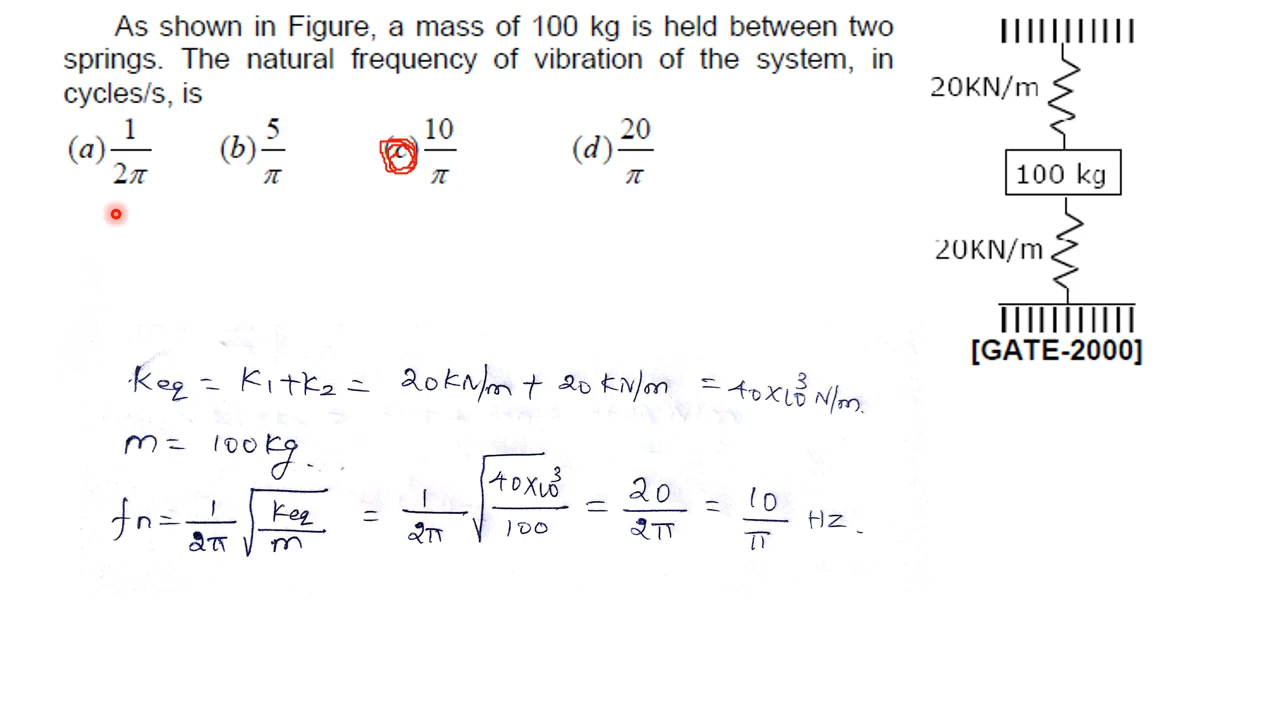 As shown in Figure, a mass of 100 kg is held between two
springs. The natural frequency of vibration of the system, in
cycles/s, is
(a) 1/2π (b) 5/π (c) 10/π (d) 20/π
20KN/m
100 kg
20KN/m
[GATE-2000]
Keq = K₁+K₂ = 20KN/m + 20 KN/m = 40×10³ N/m.
m = 100kg.
fn = 1/2π √(Keq/m) = 1/2π √(40×10³/100) = 20/2π = 10/π HZ.